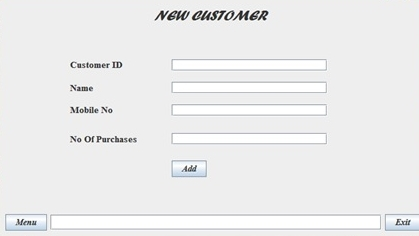 NEW CUSTOMER
Customer ID
Name
Mobile No
No Of Purchases
Add
Menu
Exit